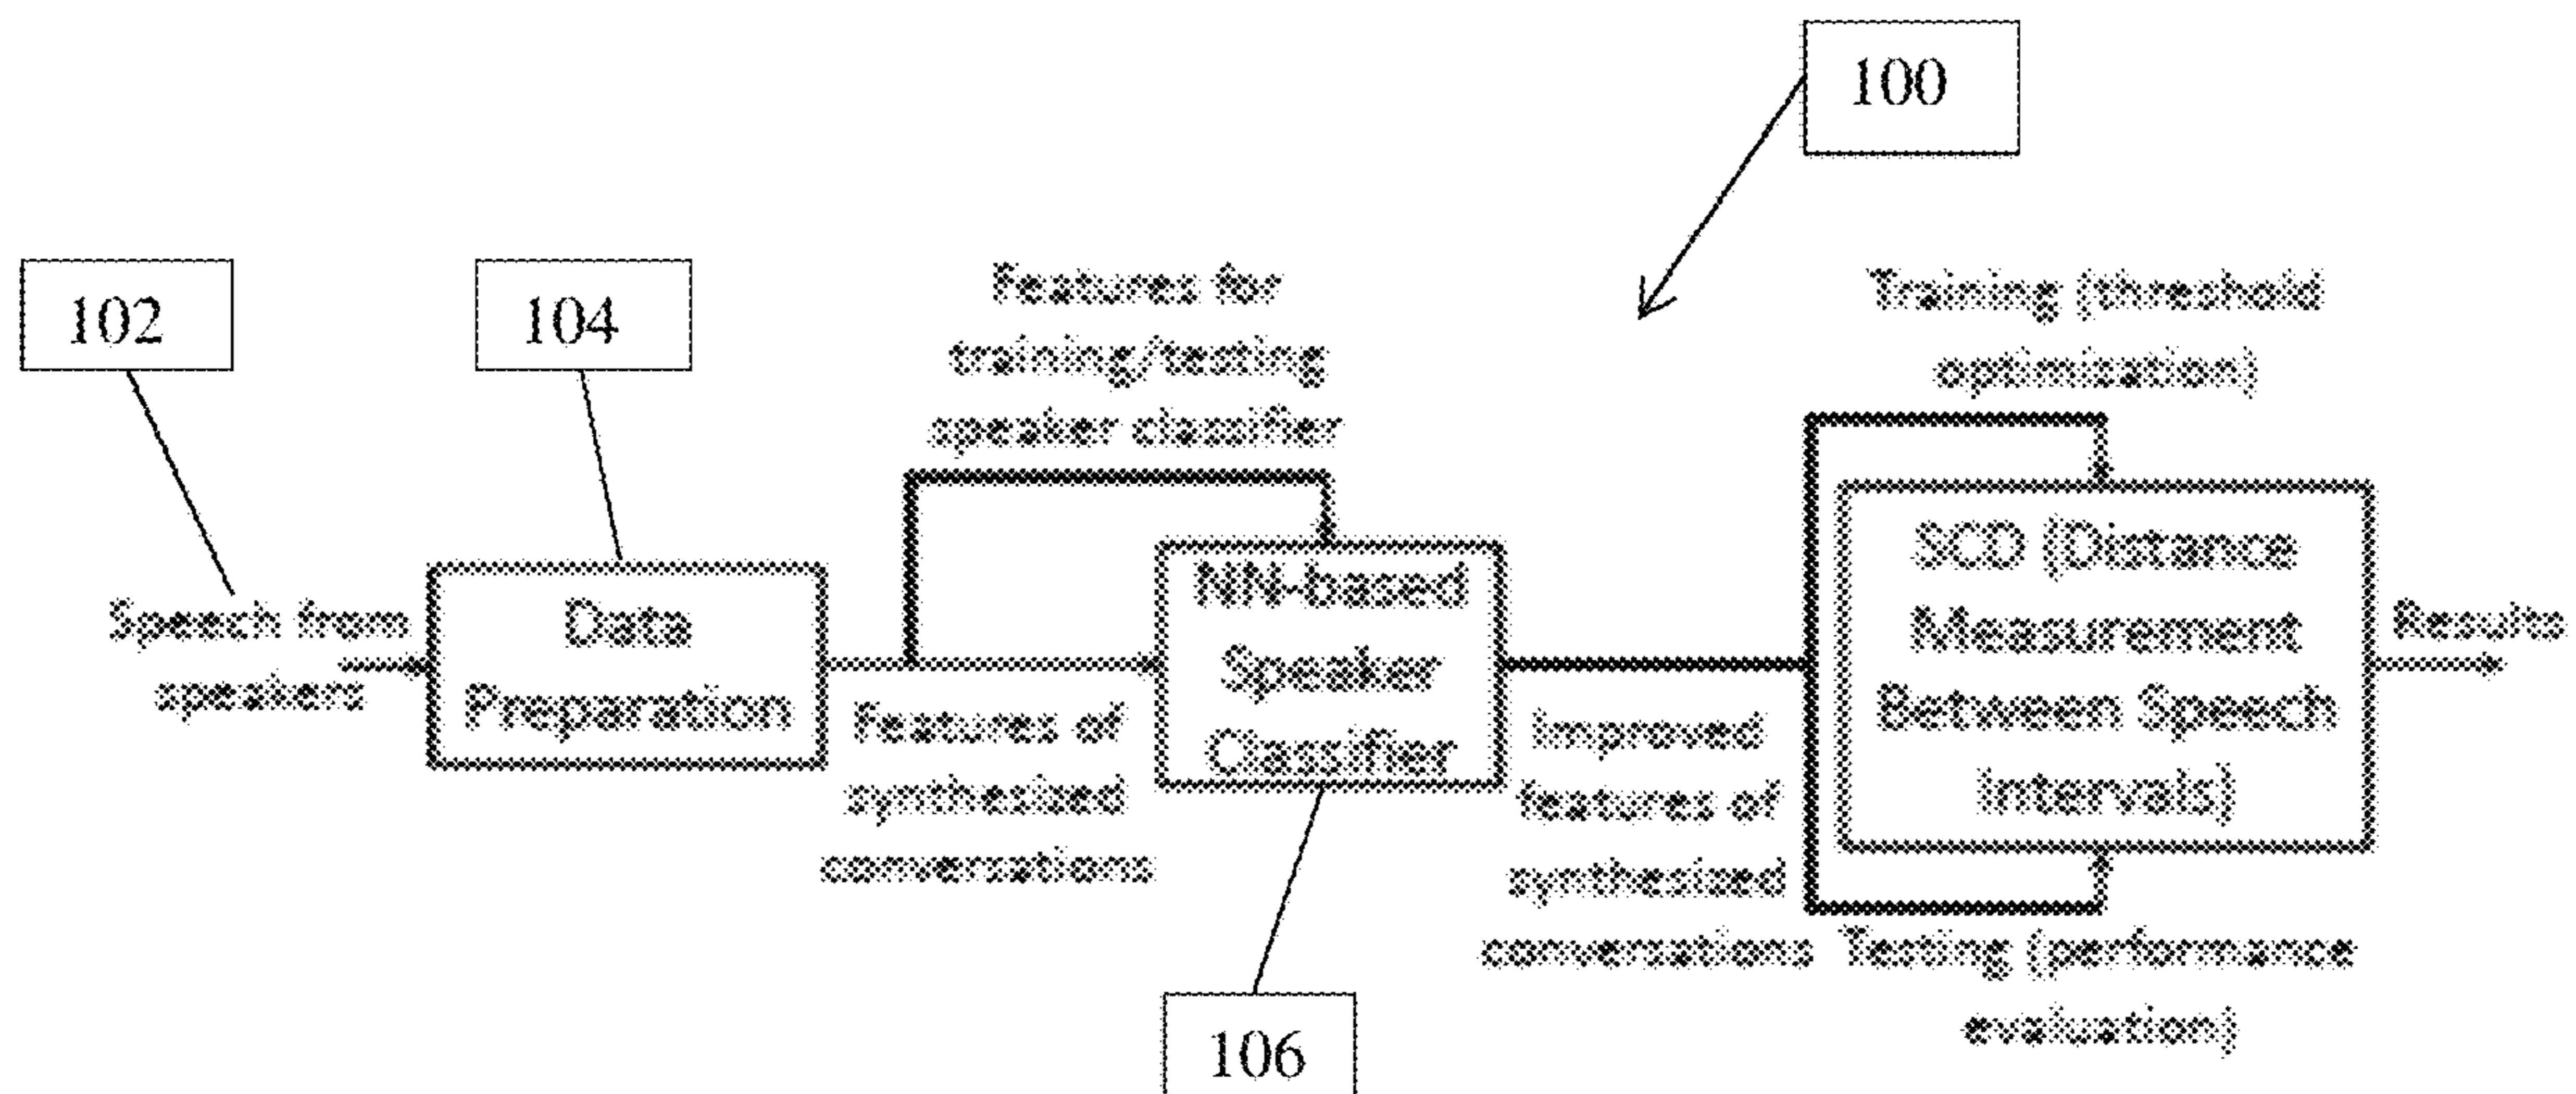 100
102
104
Features for
training/testing
speaker classifier
Training (threshold
optimization)
Speech from
speakers
Data
Preparation
Features of
synthesized
conversations
NN-based
Speaker
Classifier
Improved
features of
synthesized
conversations
SCD (Distance
Measurement
Between Speech
Intervals)
Results
Testing (performance
evaluation)
106